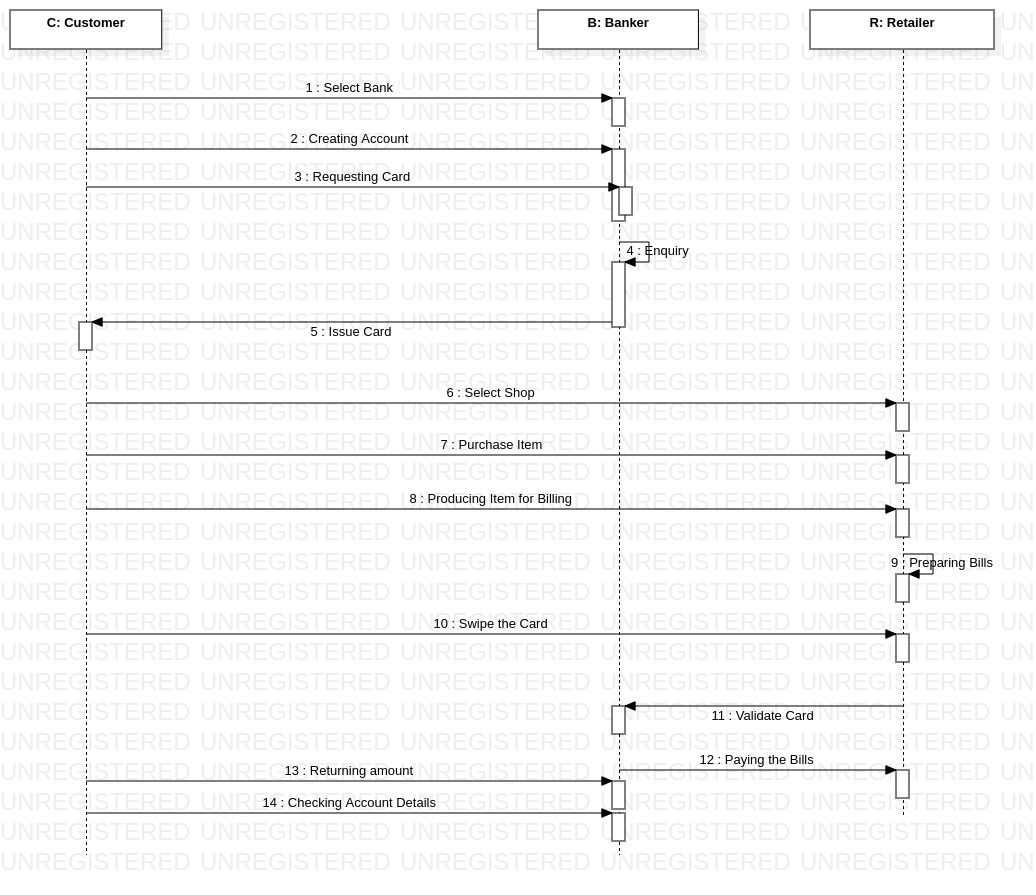 C: Customer
B: Banker
R: Retailer
1 : Select Bank
2 : Creating Account
3 : Requesting Card
4 : Enquiry
5 : Issue Card
6 : Select Shop
7 : Purchase Item
8 : Producing Item for Billing
9 : Preparing Bills
10 : Swipe the Card
11 : Validate Card
12 : Paying the Bills
13 : Returning amount
14 : Checking Account Details
UNREGISTERED